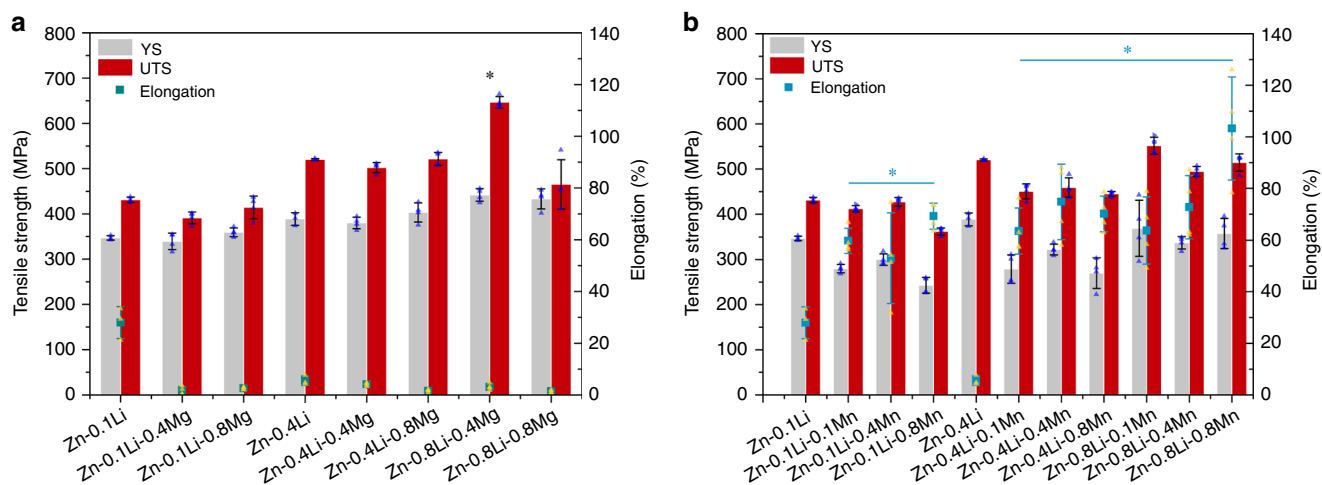 a
800
700
600
500
400
300
200
100
0
Tensile strength (MPa)
YS
UTS
Elongation
*
140
120
100
80
60
40
20
0
Elongation (%)
Zn-0.1Li
Zn-0.1Li-0.4Mg
Zn-0.1Li-0.8Mg
Zn-0.4Li
Zn-0.4Li-0.4Mg
Zn-0.4Li-0.8Mg
Zn-0.8Li-0.4Mg
Zn-0.8Li-0.8Mg
b
800
700
600
500
400
300
200
100
0
Tensile strength (MPa)
YS
UTS
Elongation
*
*
140
120
100
80
60
40
20
0
Elongation (%)
Zn-0.1Li
Zn-0.1Li-0.1Mn
Zn-0.1Li-0.4Mn
Zn-0.1Li-0.8Mn
Zn-0.4Li
Zn-0.4Li-0.1Mn
Zn-0.4Li-0.4Mn
Zn-0.4Li-0.8Mn
Zn-0.8Li-0.1Mn
Zn-0.8Li-0.4Mn
Zn-0.8Li-0.8Mn